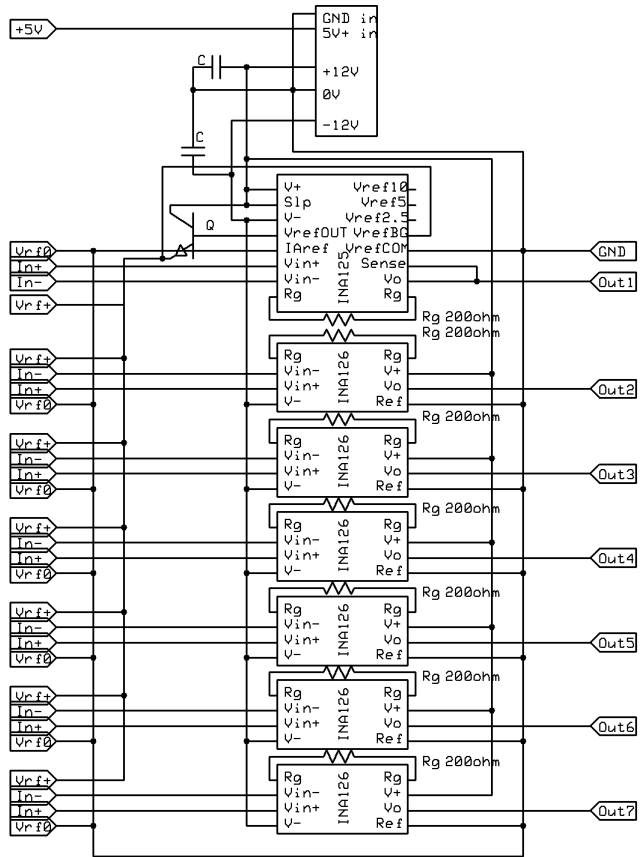 +5V
GND in
5V+ in
+12V
0V
-12V
C
C
Q
V+
Slp
V-
VrefOUT
IAref
Vin+
Vin-
Rg
INA125
Vref10
Vref5
Vref2.5
VrefBG
VrefCOM
Sense
Vo
Rg
Vrf0
In+
In-
Vrf+
GND
Out1
Rg 200ohm
Rg 200ohm
Vrf+
In-
In+
Vrf0
Rg
Vin-
Vin+
V-
INA126
Rg
V+
Vo
Ref
Out2
Rg 200ohm
Vrf+
In-
In+
Vrf0
Rg
Vin-
Vin+
V-
INA126
Rg
V+
Vo
Ref
Out3
Rg 200ohm
Vrf+
In-
In+
Vrf0
Rg
Vin-
Vin+
V-
INA126
Rg
V+
Vo
Ref
Out4
Rg 200ohm
Vrf+
In-
In+
Vrf0
Rg
Vin-
Vin+
V-
INA126
Rg
V+
Vo
Ref
Out5
Rg 200ohm
Vrf+
In-
In+
Vrf0
Rg
Vin-
Vin+
V-
INA126
Rg
V+
Vo
Ref
Out6
Rg 200ohm
Vrf+
In-
In+
Vrf0
Rg
Vin-
Vin+
V-
INA126
Rg
V+
Vo
Ref
Out7